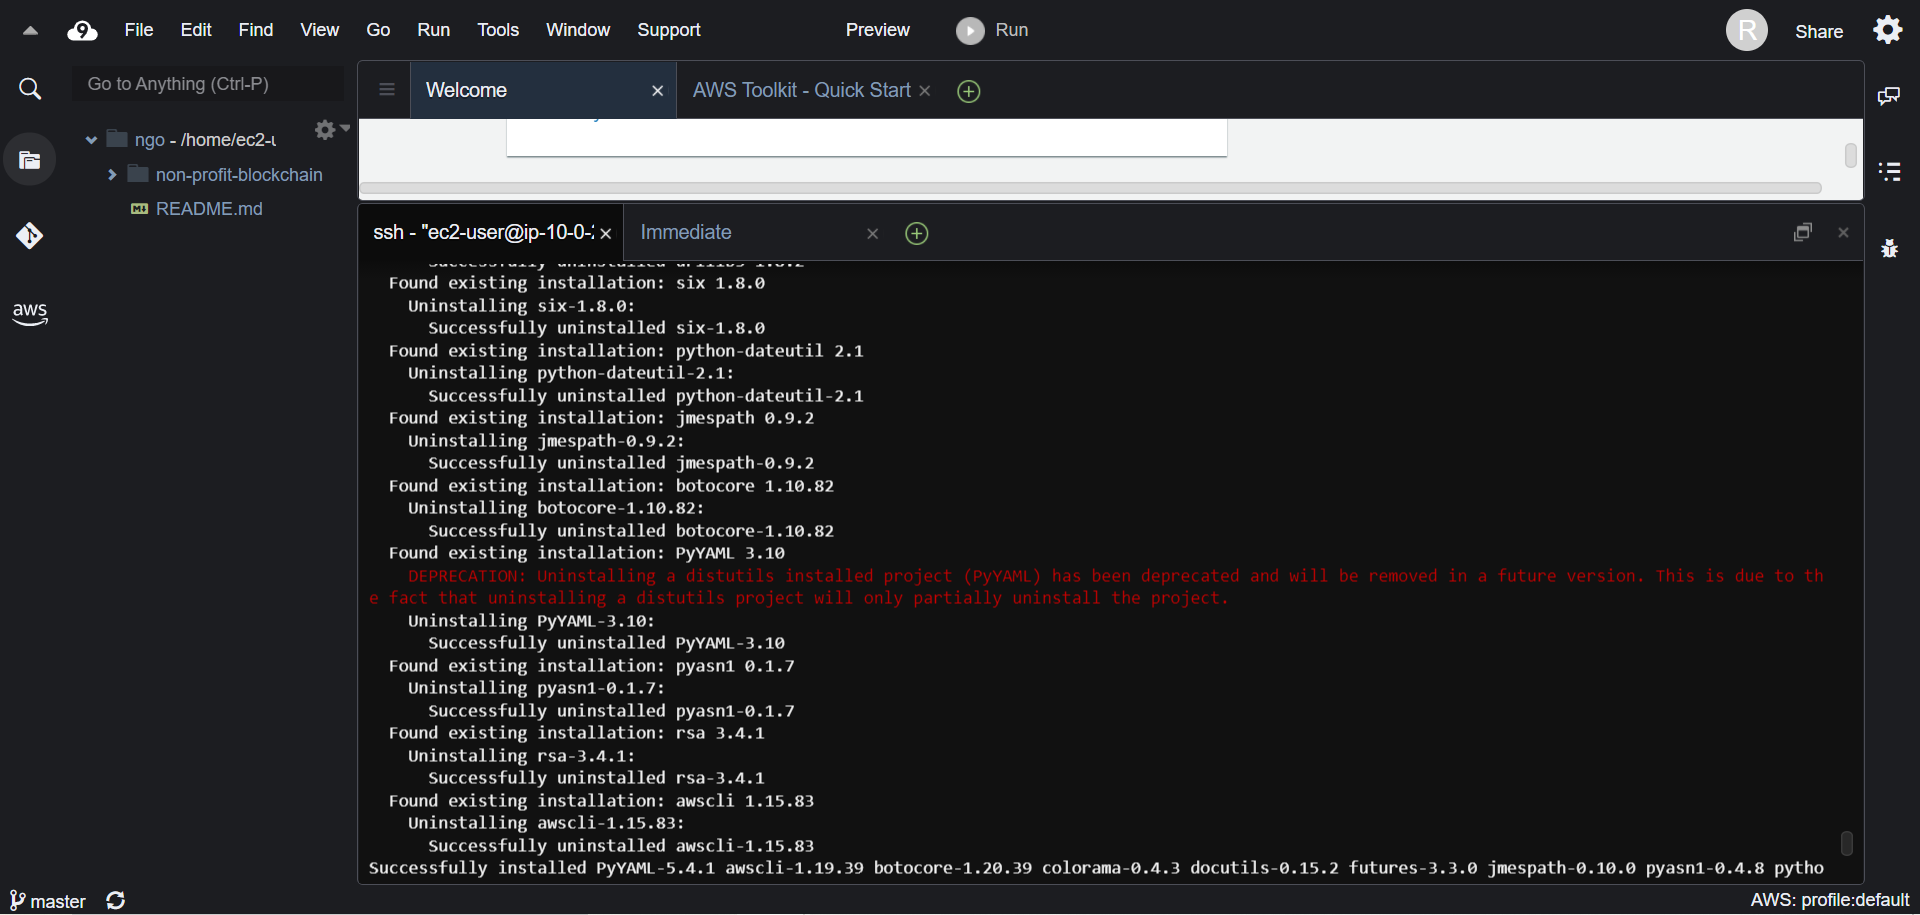 File Edit Find View Go Run Tools Window Support Preview Run R Share
Go to Anything (Ctrl-P)
Welcome
AWS Toolkit - Quick Start
ngo - /home/ec2-u
non-profit-blockchain
README.md
aws
ssh - "ec2-user@ip-10-0-
Immediate
Successfully uninstalled urllib3-1.8.2
Found existing installation: six 1.8.0
Uninstalling six-1.8.0:
Successfully uninstalled six-1.8.0
Found existing installation: python-dateutil 2.1
Uninstalling python-dateutil-2.1:
Successfully uninstalled python-dateutil-2.1
Found existing installation: jmespath 0.9.2
Uninstalling jmespath-0.9.2:
Successfully uninstalled jmespath-0.9.2
Found existing installation: botocore 1.10.82
Uninstalling botocore-1.10.82:
Successfully uninstalled botocore-1.10.82
Found existing installation: PyYAML 3.10
DEPRECATION: Uninstalling a distutils installed project (PyYAML) has been deprecated and will be removed in a future version. This is due to th
e fact that uninstalling a distutils project will only partially uninstall the project.
Uninstalling PyYAML-3.10:
Successfully uninstalled PyYAML-3.10
Found existing installation: pyasn1 0.1.7
Uninstalling pyasn1-0.1.7:
Successfully uninstalled pyasn1-0.1.7
Found existing installation: rsa 3.4.1
Uninstalling rsa-3.4.1:
Successfully uninstalled rsa-3.4.1
Found existing installation: awscli 1.15.83
Uninstalling awscli-1.15.83:
Successfully uninstalled awscli-1.15.83
Successfully installed PyYAML-5.4.1 awscli-1.19.39 botocore-1.20.39 colorama-0.4.3 docutils-0.15.2 futures-3.3.0 jmespath-0.10.0 pyasn1-0.4.8 pytho
master
AWS: profile:default